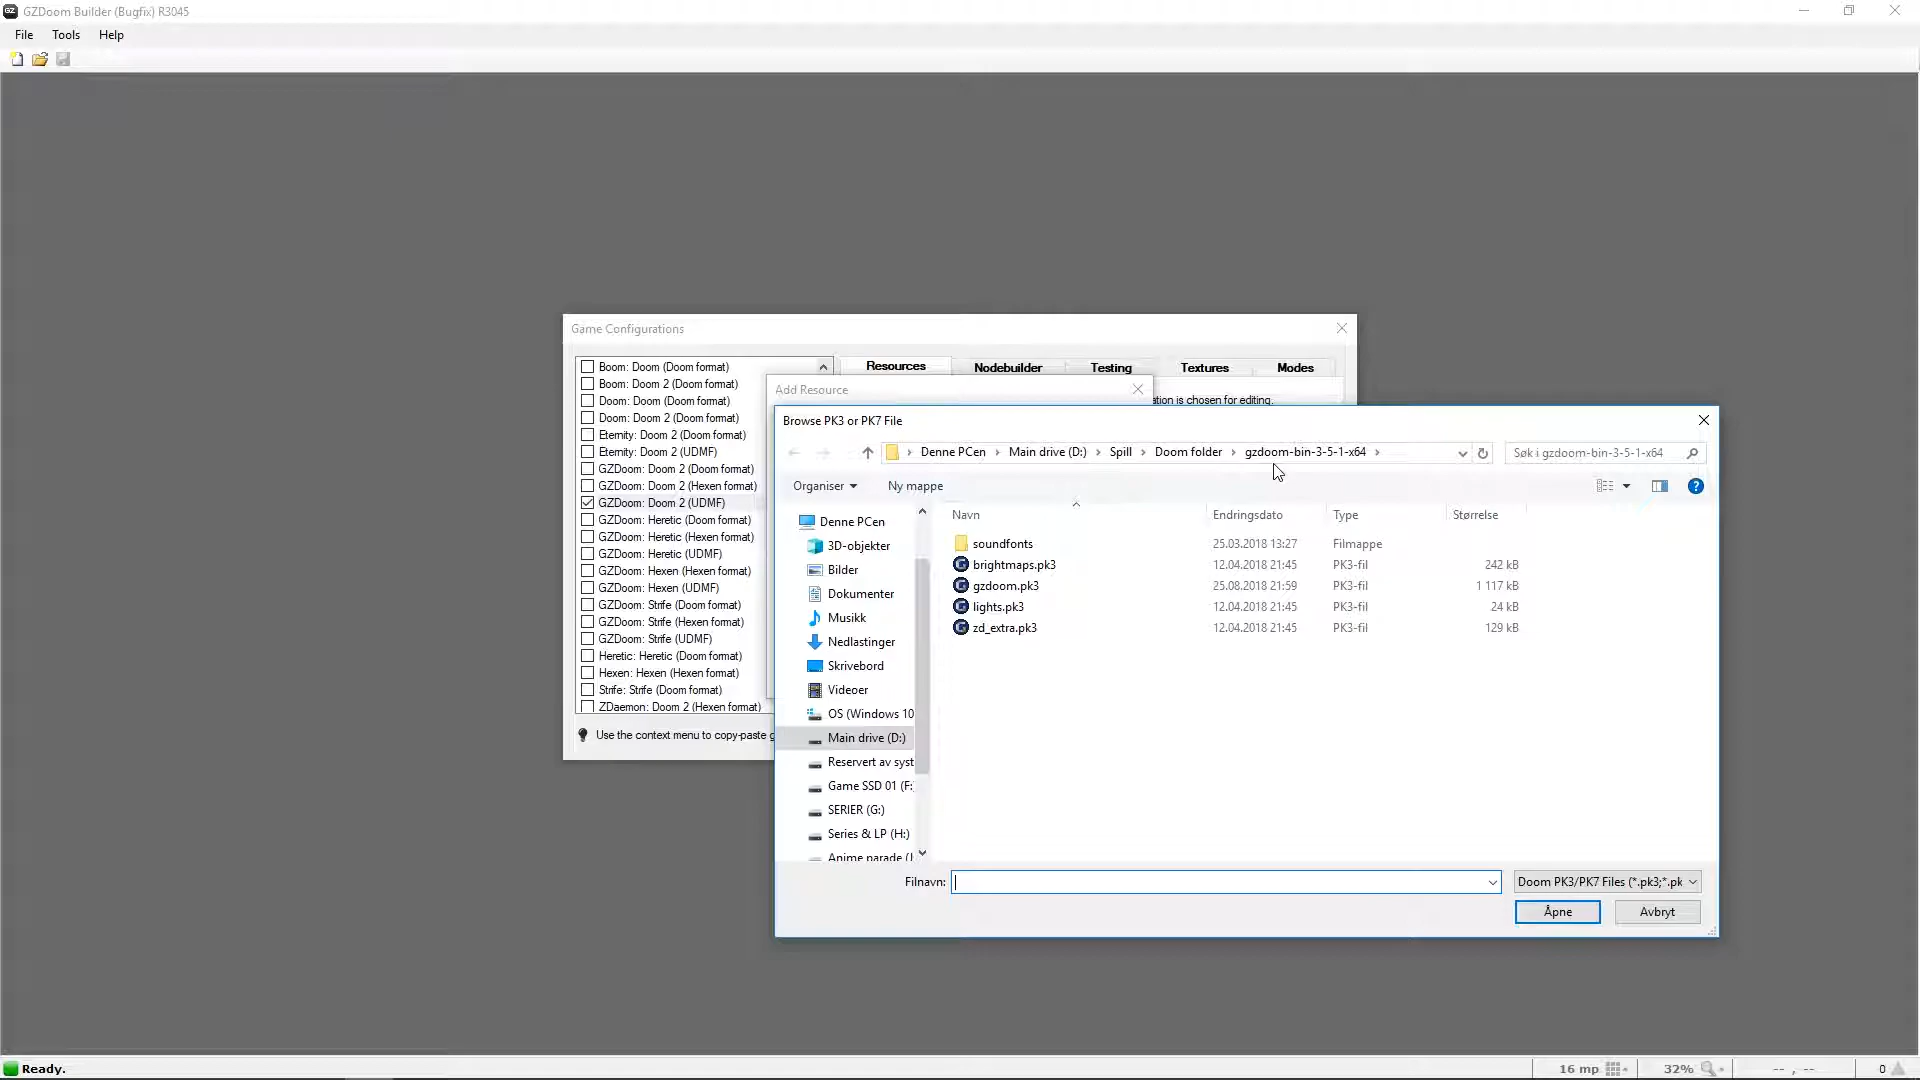 GZDoom Builder (Bugfix) R3045
File Tools Help
Game Configurations
Boom: Doom (Doom format)
Boom: Doom 2 (Doom format)
Doom: Doom (Doom format)
Doom: Doom 2 (Doom format)
Eternity: Doom 2 (Doom format)
Eternity: Doom 2 (UDMF)
GZDoom: Doom 2 (Doom format)
GZDoom: Doom 2 (Hexen format)
GZDoom: Doom 2 (UDMF)
GZDoom: Heretic (Doom format)
GZDoom: Heretic (Hexen format)
GZDoom: Heretic (UDMF)
GZDoom: Hexen (Hexen format)
GZDoom: Hexen (UDMF)
GZDoom: Strife (Doom format)
GZDoom: Strife (Hexen format)
GZDoom: Strife (UDMF)
Heretic: Heretic (Doom format)
Hexen: Hexen (Hexen format)
Strife: Strife (Doom format)
ZDaemon: Doom 2 (Hexen format)
Use the context menu to copy-paste g
Resources Nodebuilder Testing Textures Modes
Add Resource
ation is chosen for editing.
Browse PK3 or PK7 File
Denne PCen Main drive (D:) Spill Doom folder gzdoom-bin-3-5-1-x64
Søk i gzdoom-bin-3-5-1-x64
Organiser Ny mappe
Denne PCen
3D-objekter
Bilder
Dokumenter
Musikk
Nedlastinger
Skrivebord
Videoer
OS (Windows 10
Main drive (D:)
Reservert av syst
Game SSD 01 (F:
SERIER (G:)
Series & LP (H:)
Anime parade (
Navn Endringsdato Type Størrelse
soundfonts 25.03.2018 13:27 Filmappe
brightmaps.pk3 12.04.2018 21:45 PK3-fil 242 kB
gzdoom.pk3 25.08.2018 21:59 PK3-fil 1 117 kB
lights.pk3 12.04.2018 21:45 PK3-fil 24 kB
zd_extra.pk3 12.04.2018 21:45 PK3-fil 129 kB
Filnavn: Doom PK3/PK7 Files (*.pk3;*.pk
Åpne Avbryt
Ready. 16 mp 32% -- , -- 0